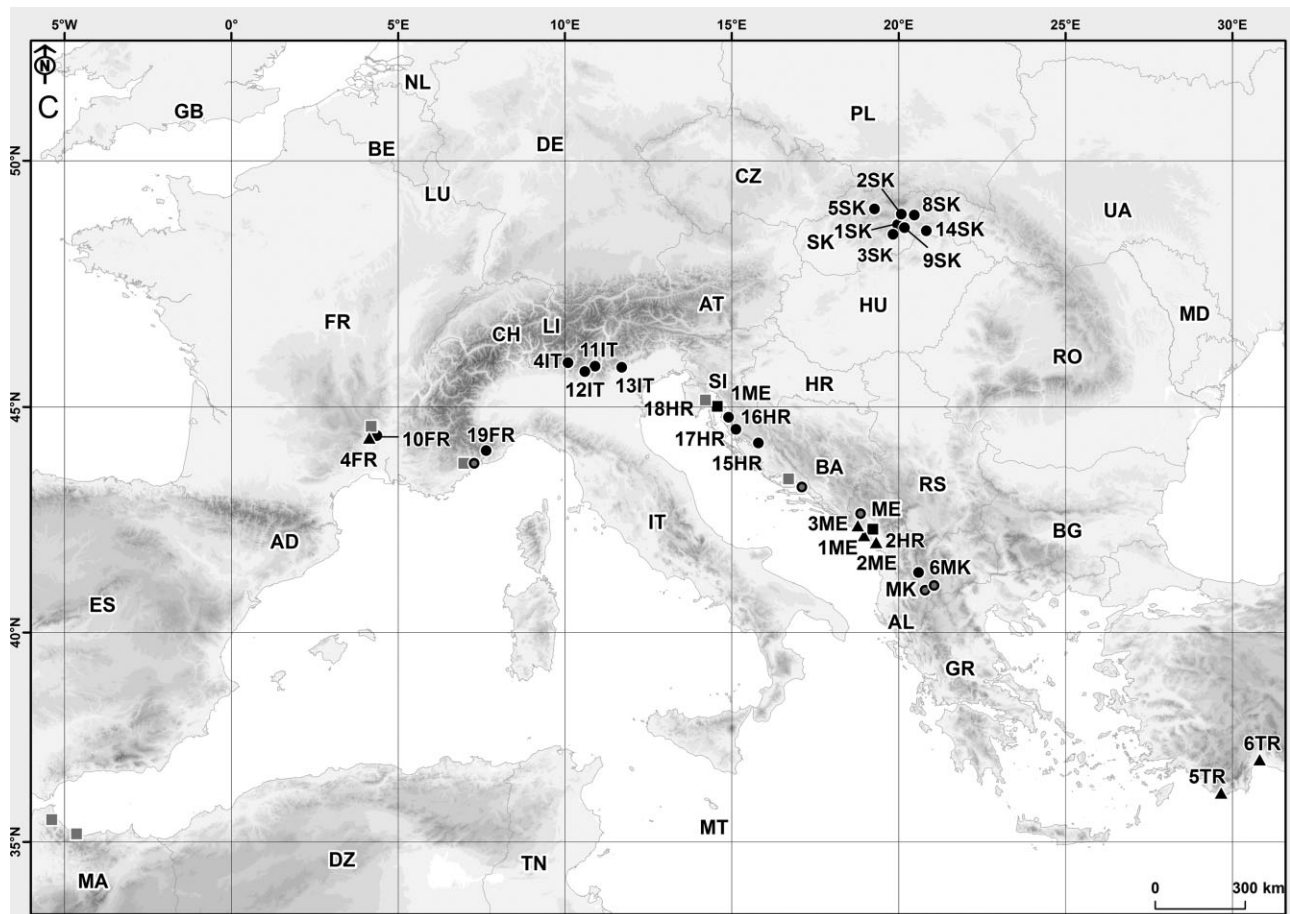 5°W 0° 5°E 10°E 15°E 20°E 25°E 30°E
N
C
NL
GB
PL
BE
DE
50°N
2SK
CZ
LU
5SK 8SK
UA
1SK 14SK
SK
3SK 9SK
AT
HU
FR
LI
MD
CH
11IT
4IT
RO
12IT 13IT
SI
HR
1ME
45°N
18HR 16HR
10FR 19FR
17HR
4FR
15HR
BA
RS
ME
3ME
IT
BG
AD
1ME 2HR
2ME
6MK
MK
ES
AL
40°N
GR
6TR
5TR
MT
35°N
DZ
TN
MA
0 300 km